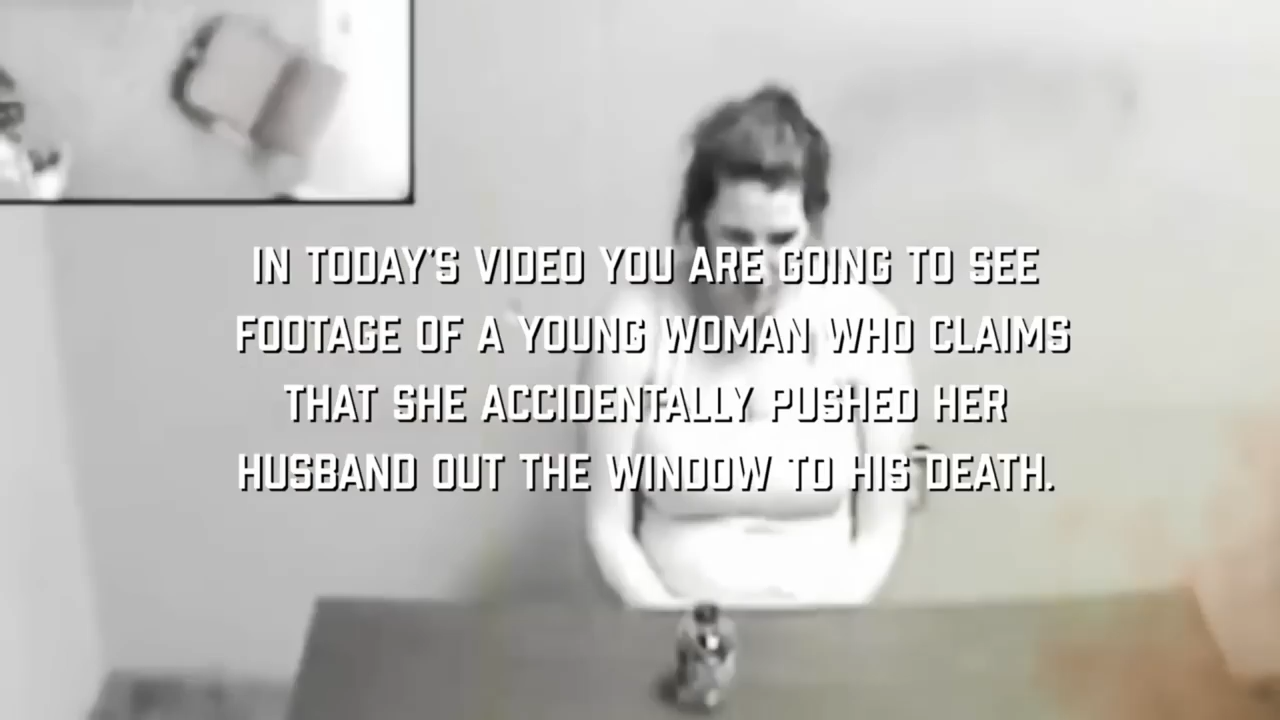 IN TODAY'S VIDEO YOU ARE GOING TO SEE
FOOTAGE OF A YOUNG WOMAN WHO CLAIMS
THAT SHE ACCIDENTALLY PUSHED HER
HUSBAND OUT THE WINDOW TO HIS DEATH.